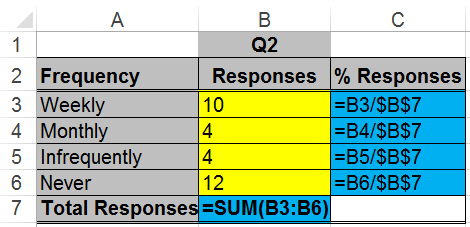 A B C
1 Q2
2 Frequency Responses % Responses
3 Weekly 10 =B3/$B$7
4 Monthly 4 =B4/$B$7
5 Infrequently 4 =B5/$B$7
6 Never 12 =B6/$B$7
7 Total Responses =SUM(B3:B6)